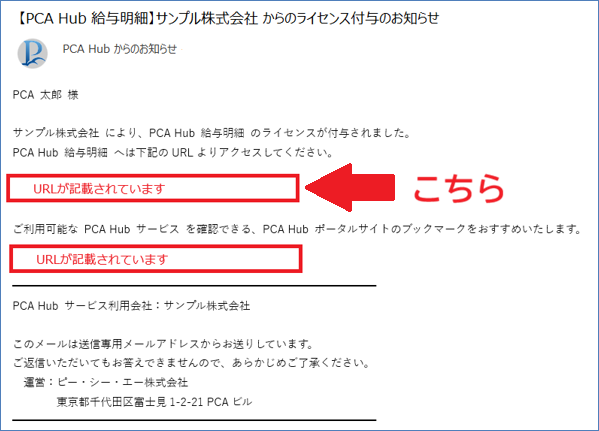 【PCA Hub 給与明細】サンプル株式会社 からのライセンス付与のお知らせ
PCA Hub からのお知らせ
PCA 太郎 様
サンプル株式会社 により、PCA Hub 給与明細 のライセンスが付与されました。
PCA Hub 給与明細 へは下記の URL よりアクセスしてください。
URLが記載されています
こちら
ご利用可能な PCA Hub サービス を確認できる、PCA Hub ポータルサイトのブックマークをおすすめいたします。
URLが記載されています
PCA Hub サービス利用会社：サンプル株式会社
このメールは送信専用メールアドレスからお送りしています。
ご返信いただいてもお答えできませんので、あらかじめご了承ください。
運営：ピー・シー・エー株式会社
東京都千代田区富士見 1-2-21 PCA ビル